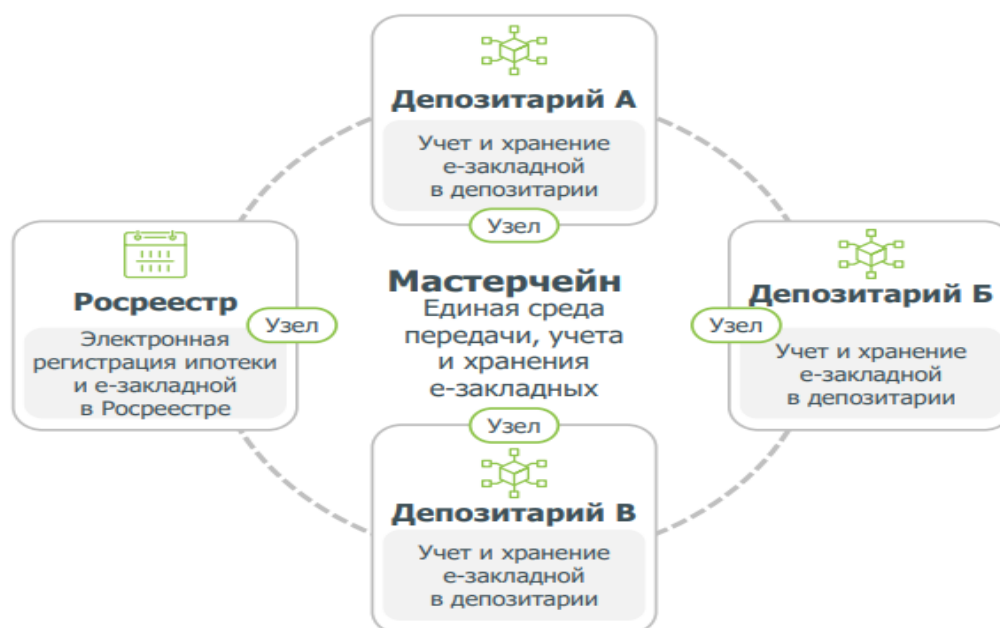 Депозитарий А
Учет и хранение
е-закладной
в депозитарии
Узел
Росреестр
Электронная
регистрация ипотеки
и е-закладной
в Росреестре
Узел
Мастерчейн
Единая среда
передачи, учета
и хранения
е-закладных
Узел
Депозитарий Б
Учет и хранение
е-закладной
в депозитарии
Узел
Депозитарий В
Учет и хранение
е-закладной
в депозитарии